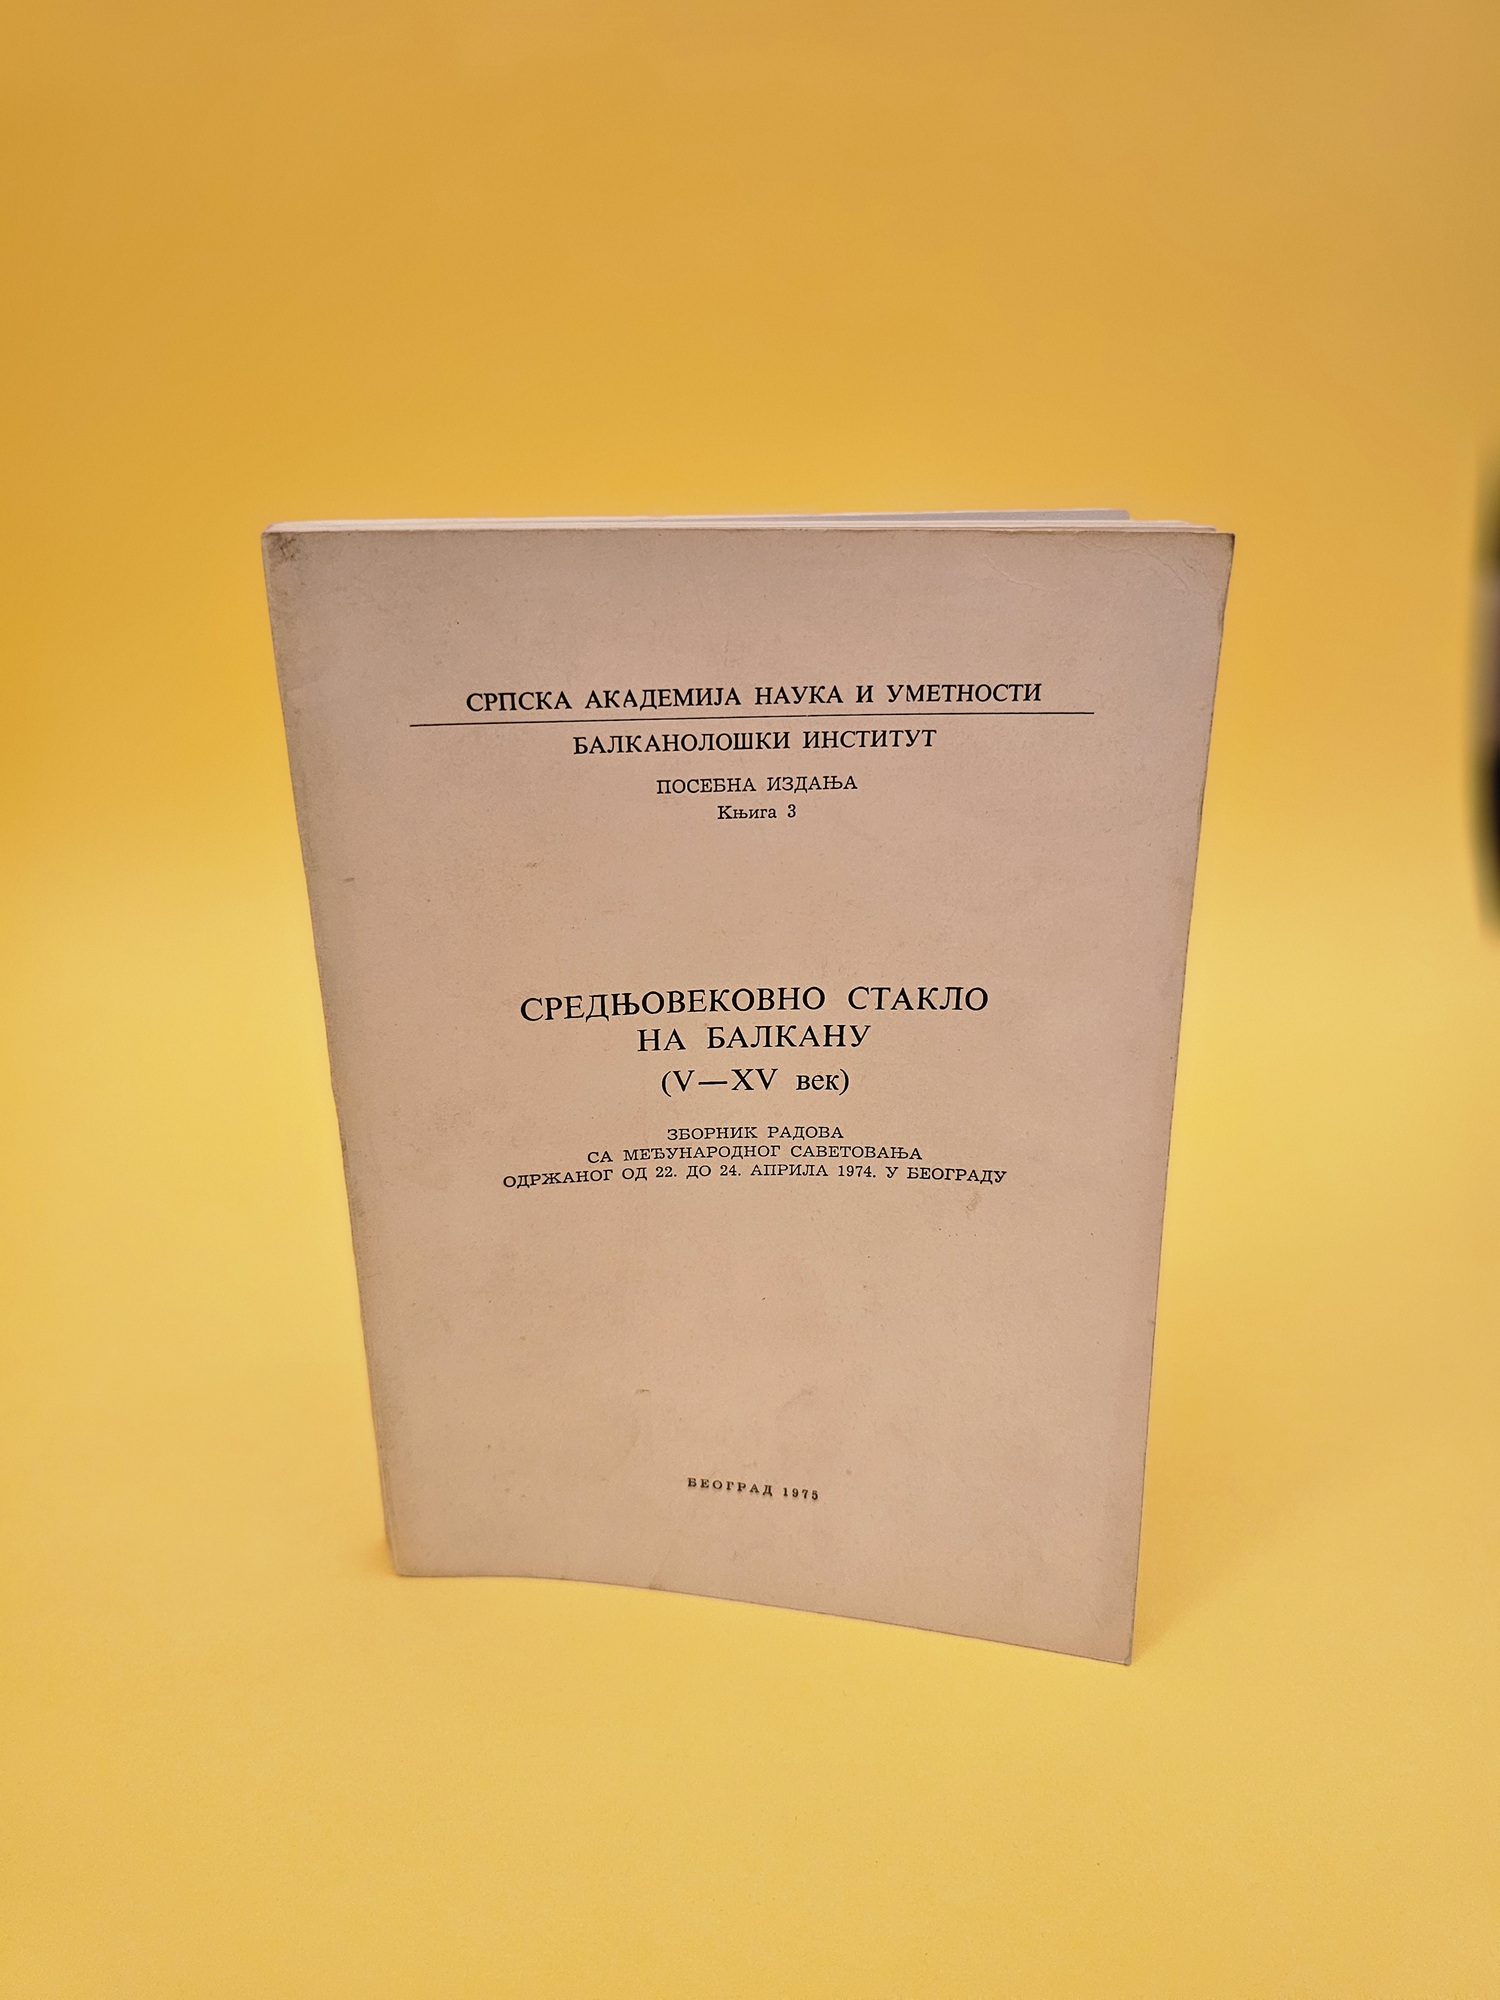 СРПСКА АКАДЕМИЈА НАУКА И УМЕТНОСТИ
БАЛКАНОЛОШКИ ИНСТИТУТ
ПОСЕБНА ИЗДАЊА
Књига 3
СРЕДЊОВЕКОВНО СТАКЛО
НА БАЛКАНУ
(V—XV век)
ЗБОРНИК РАДОВА
СА МЕЂУНАРОДНОГ САВЕТОВАЊА
ОДРЖАНОГ ОД 22. ДО 24. АПРИЛА 1974. У БЕОГРАДУ
БЕОГРАД 1975